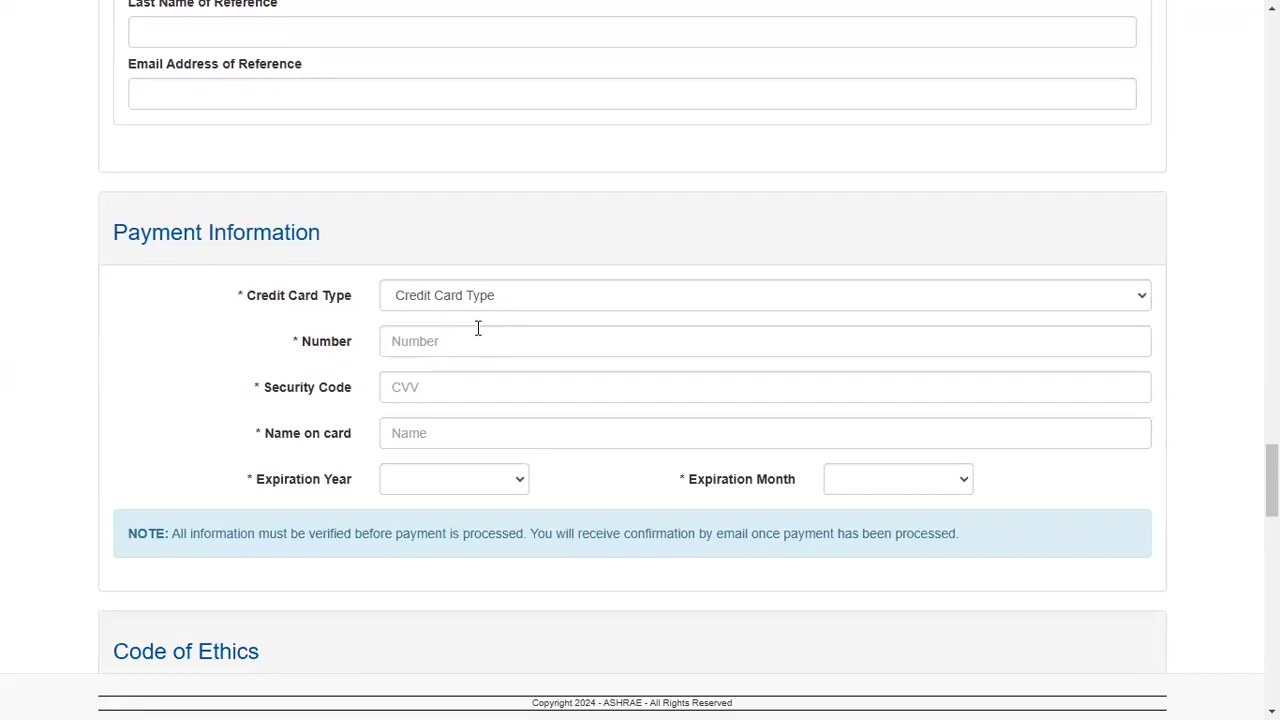 Last Name of Reference
Email Address of Reference
Payment Information
* Credit Card Type
Credit Card Type
* Number
Number
* Security Code
CVV
* Name on card
Name
* Expiration Year
* Expiration Month
NOTE: All information must be verified before payment is processed. You will receive confirmation by email once payment has been processed.
Code of Ethics
Copyright 2024 - ASHRAE - All Rights Reserved